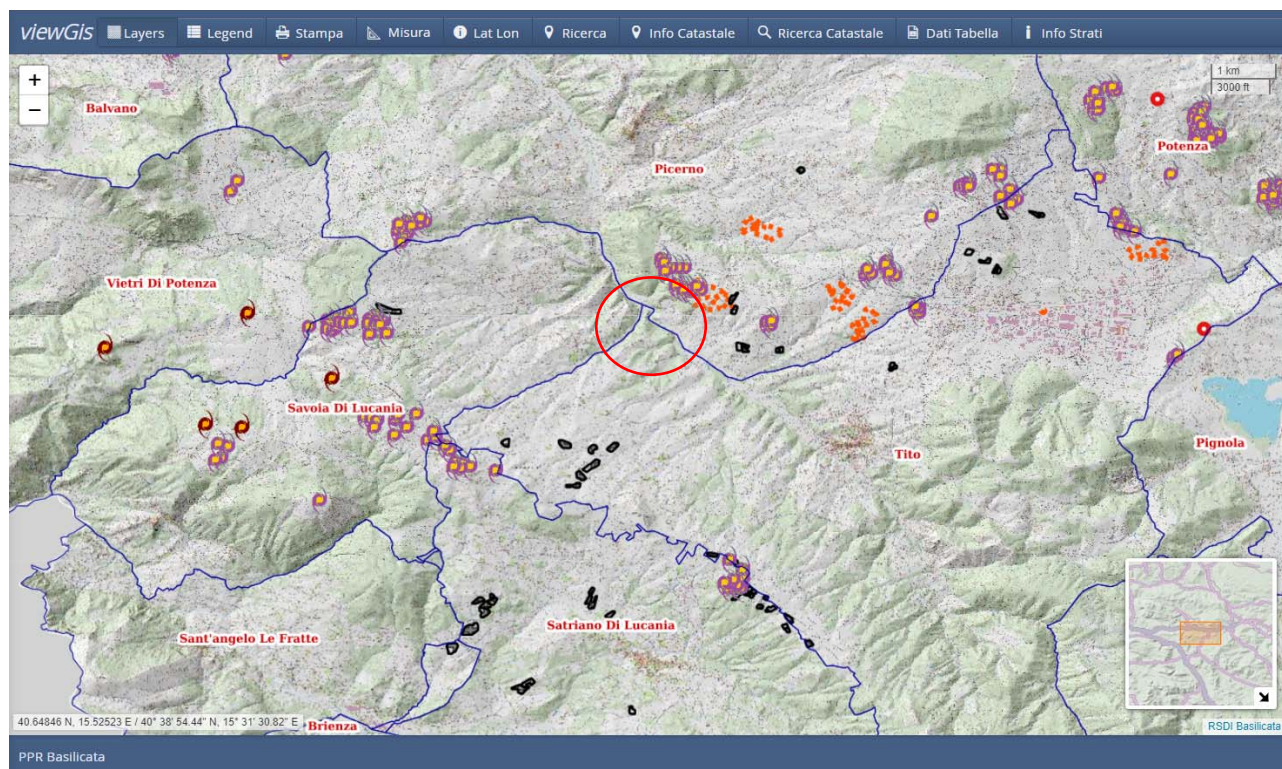 viewGis Layers Legend Stampa Misura Lat Lon Ricerca Info Catastale Ricerca Catastale Dati Tabella Info Strati
+
−
1 km
3000 ft
Balvano
Potenza
Picerno
Vietri Di Potenza
Savoia Di Lucania
Pignola
Tito
Satriano Di Lucania
Sant'angelo Le Fratte
40.64846 N, 15.52523 E / 40° 38' 54.44" N, 15° 31' 30.82" E
Brienza
RSDI Basilicata
PPR Basilicata